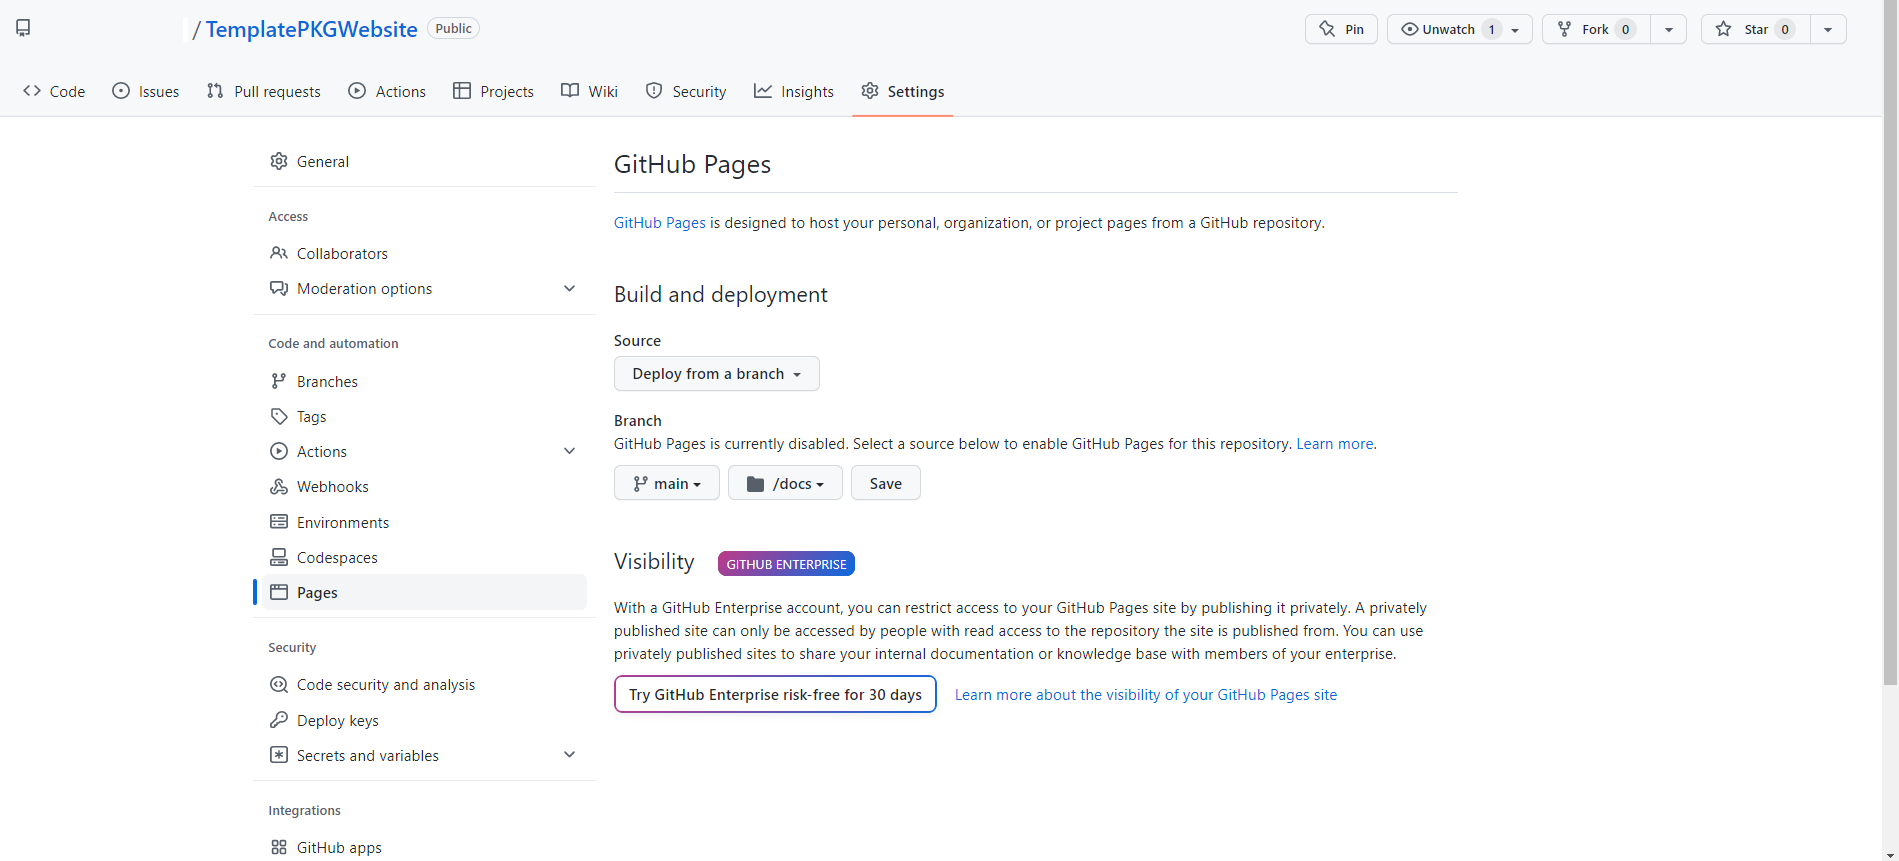 / TemplatePKGWebsite Public Pin Unwatch 1 Fork 0 Star 0
Code Issues Pull requests Actions Projects Wiki Security Insights Settings
General
Access
Collaborators
Moderation options
Code and automation
Branches
Tags
Actions
Webhooks
Environments
Codespaces
Pages
Security
Code security and analysis
Deploy keys
Secrets and variables
Integrations
GitHub apps
GitHub Pages
GitHub Pages is designed to host your personal, organization, or project pages from a GitHub repository.
Build and deployment
Source
Deploy from a branch
Branch
GitHub Pages is currently disabled. Select a source below to enable GitHub Pages for this repository. Learn more.
main /docs Save
Visibility GITHUB ENTERPRISE
With a GitHub Enterprise account, you can restrict access to your GitHub Pages site by publishing it privately. A privately
published site can only be accessed by people with read access to the repository the site is published from. You can use
privately published sites to share your internal documentation or knowledge base with members of your enterprise.
Try GitHub Enterprise risk-free for 30 days Learn more about the visibility of your GitHub Pages site